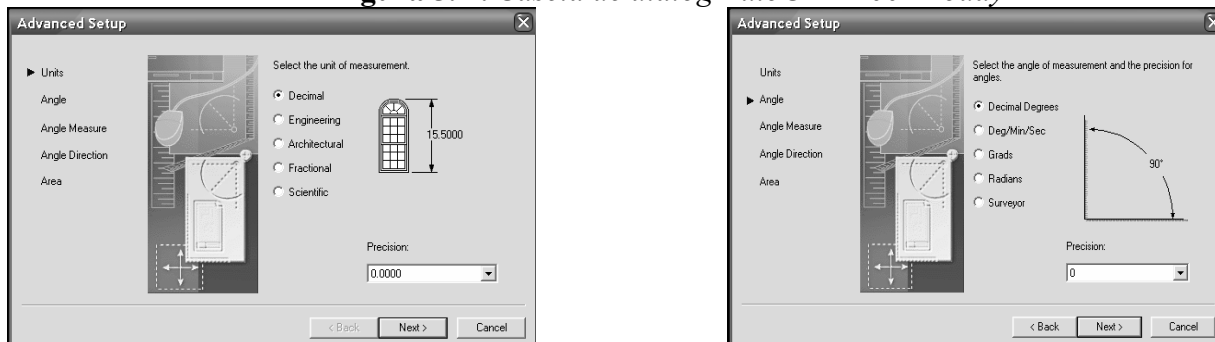 Advanced Setup
Units
Angle
Angle Measure
Angle Direction
Area
Select the unit of measurement.
Decimal
Engineering
Architectural
Fractional
Scientific
15.5000
Precision:
0.0000
< Back
Next >
Cancel
Advanced Setup
Units
Angle
Angle Measure
Angle Direction
Area
Select the angle of measurement and the precision for
angles.
Decimal Degrees
Deg/Min/Sec
Grads
Radians
Surveyor
90°
Precision:
0
< Back
Next >
Cancel